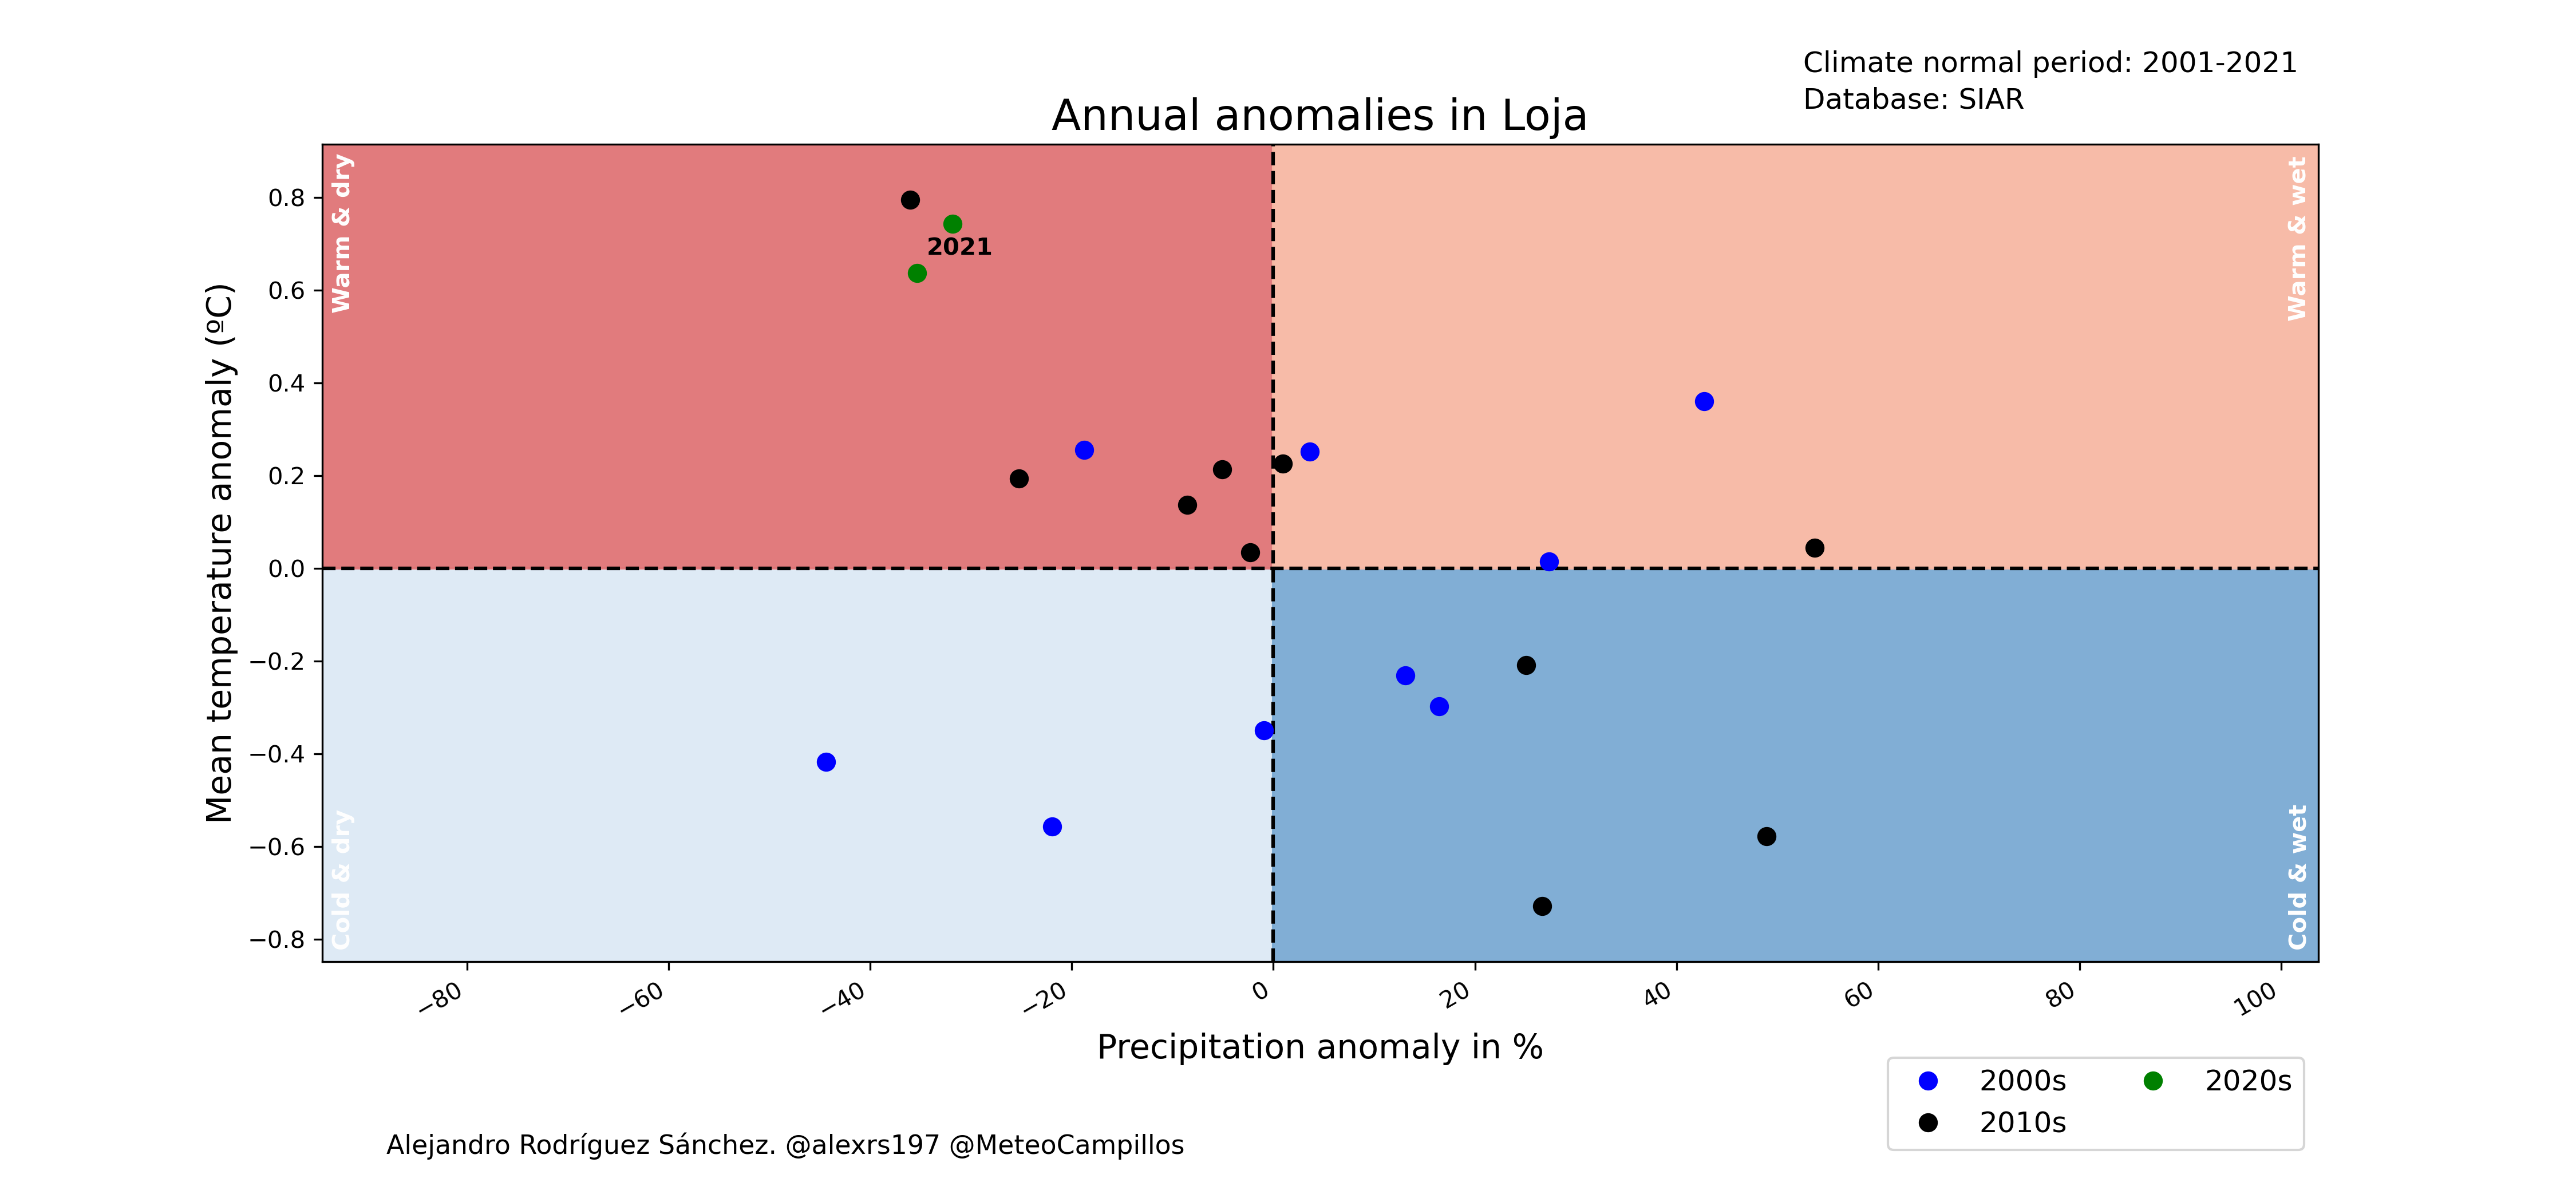 Climate normal period: 2001-2021
Database: SIAR
Annual anomalies in Loja
Warm & dry
Warm & wet
2021
Mean temperature anomaly (ºC)
0.8
0.6
0.4
0.2
0.0
−0.2
−0.4
−0.6
−0.8
Cold & dry
Cold & wet
−80
−60
−40
−20
0
20
40
60
80
100
Precipitation anomaly in %
2000s
2010s
2020s
Alejandro Rodríguez Sánchez. @alexrs197 @MeteoCampillos